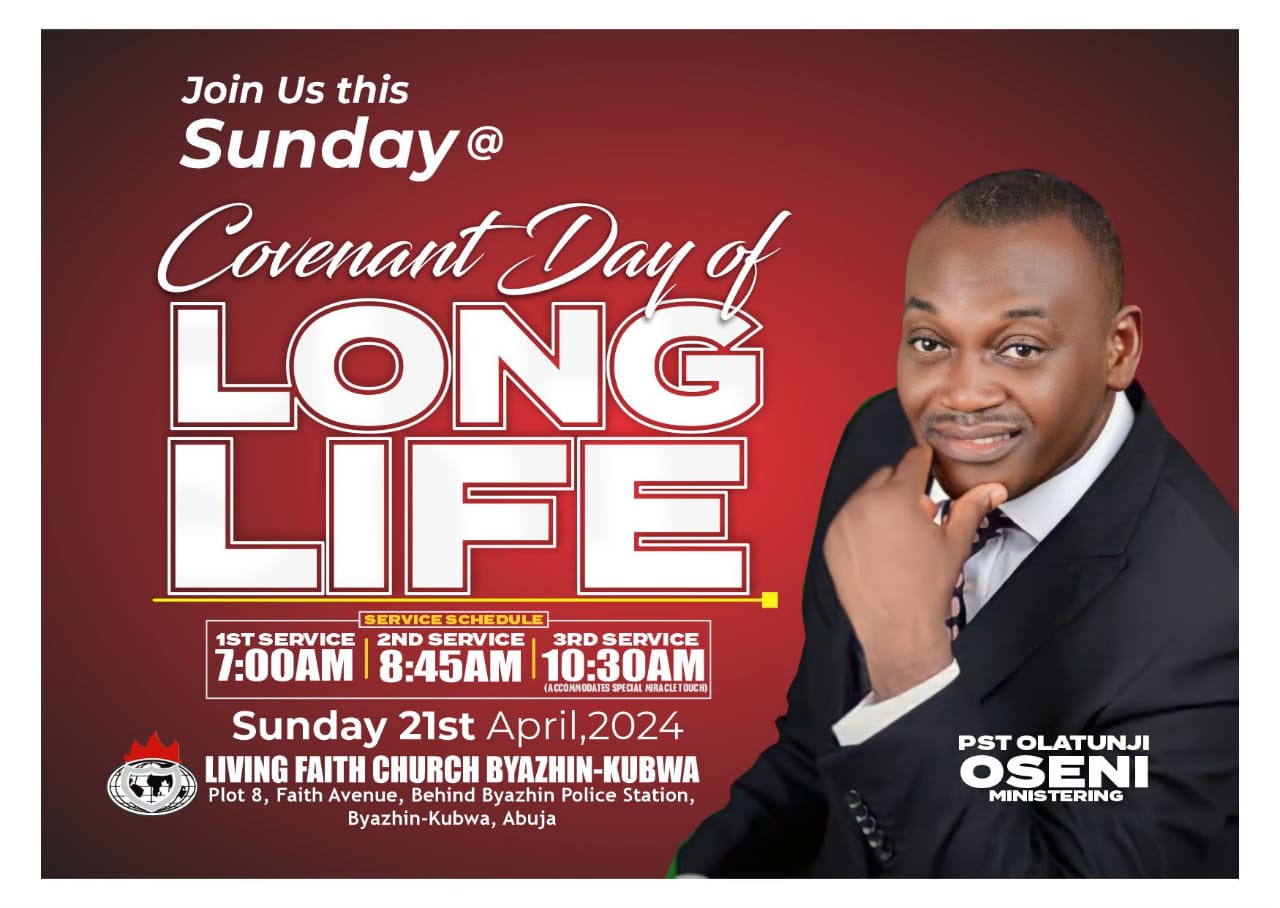 Join Us this
Sunday @
Covenant Day of
LONG
LIFE
SERVICE SCHEDULE
1ST SERVICE
7:00AM
2ND SERVICE
8:45AM
3RD SERVICE
10:30AM
(ACCOMMODATES SPECIAL MIRACLE TOUCH)
Sunday 21st April,2024
LIVING FAITH CHURCH BYAZHIN-KUBWA
Plot 8, Faith Avenue, Behind Byazhin Police Station,
Byazhin-Kubwa, Abuja
PST OLATUNJI
OSENI
MINISTERING